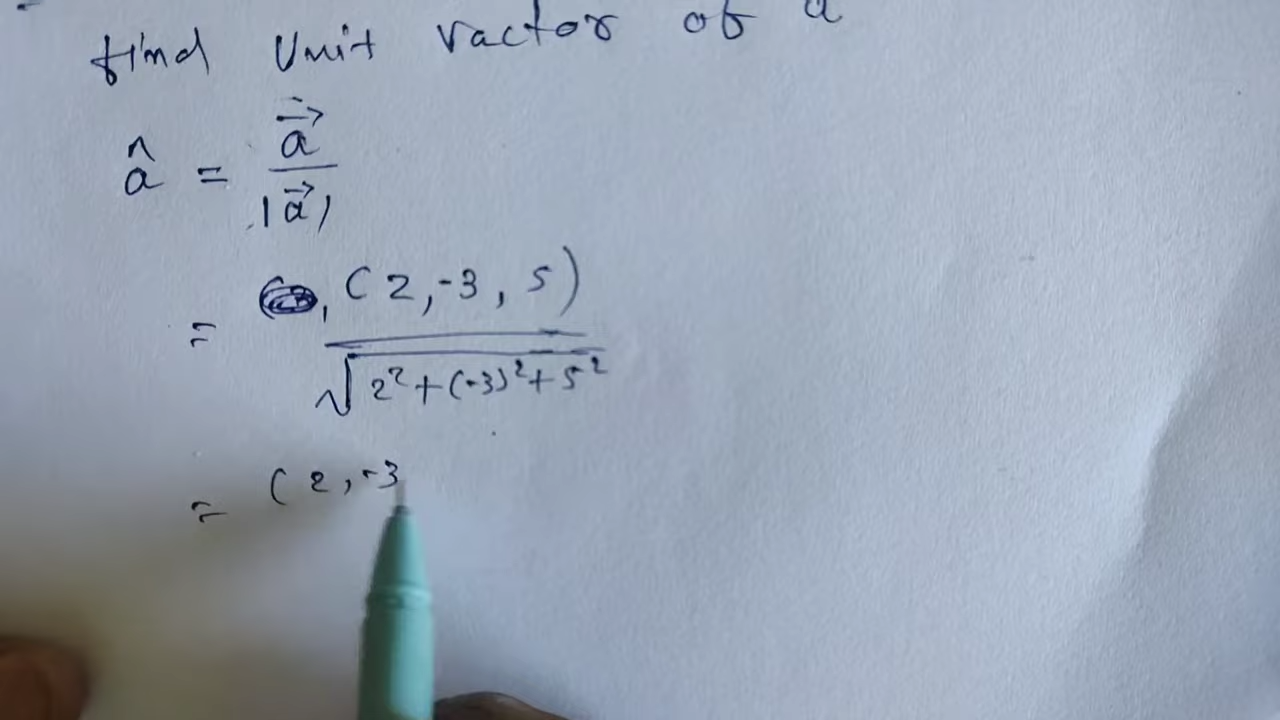 find Unit vactor of a
â = a⃗ / |a⃗|
= (2, -3, 5) / √2² + (-3)² + 5²
= (2, -3